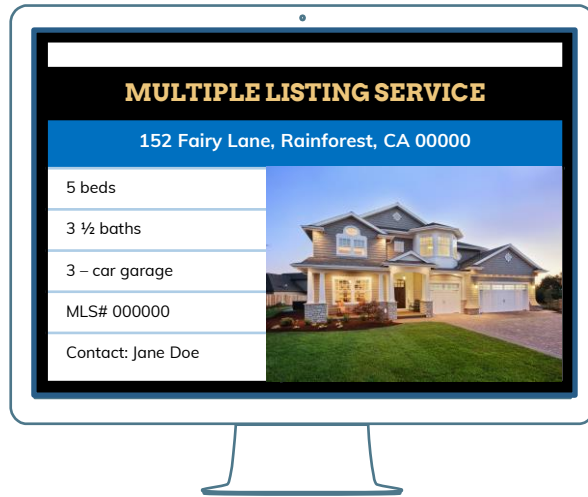 MULTIPLE LISTING SERVICE
152 Fairy Lane, Rainforest, CA 00000
5 beds
3 ½ baths
3 – car garage
MLS# 000000
Contact: Jane Doe